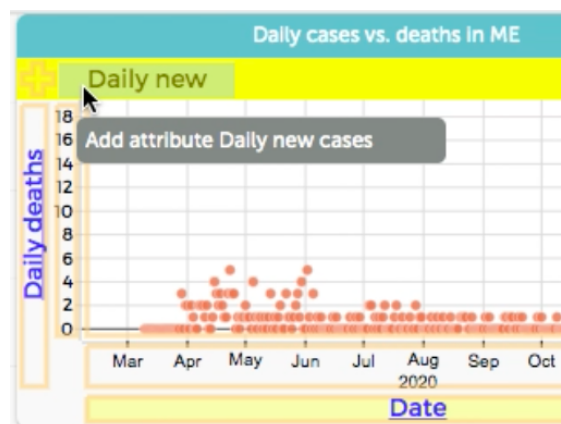 Daily cases vs. deaths in ME
Daily new
Add attribute Daily new cases
Daily deaths
18
16
14
12
10
8
6
4
2
0
Mar Apr May Jun Jul Aug Sep Oct
2020
Date